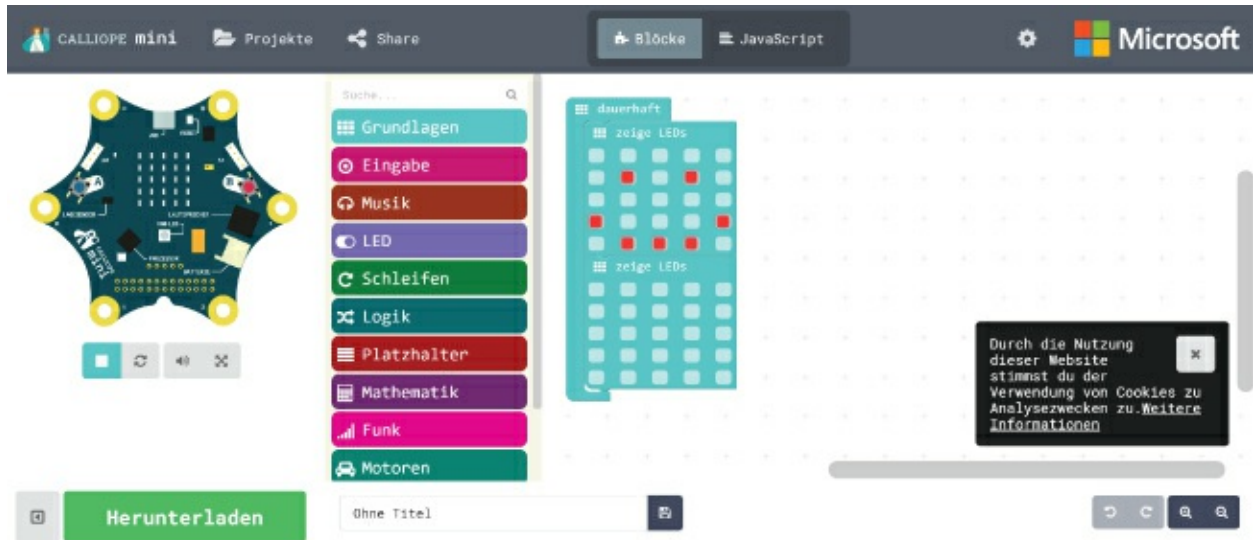 CALLIOPE mini
Projekte
Share
Blöcke
JavaScript
Microsoft
Suche...
Grundlagen
Eingabe
Musik
LED
Schleifen
Logik
Platzhalter
Mathematik
Funk
Motoren
dauerhaft
zeige LEDs
zeige LEDs
A
B
CALLIOPE
mini
Durch die Nutzung
dieser Website
stimmst du der
Verwendung von Cookies zu
Analysezwecken zu.Weitere
Informationen
Herunterladen
Ohne Titel